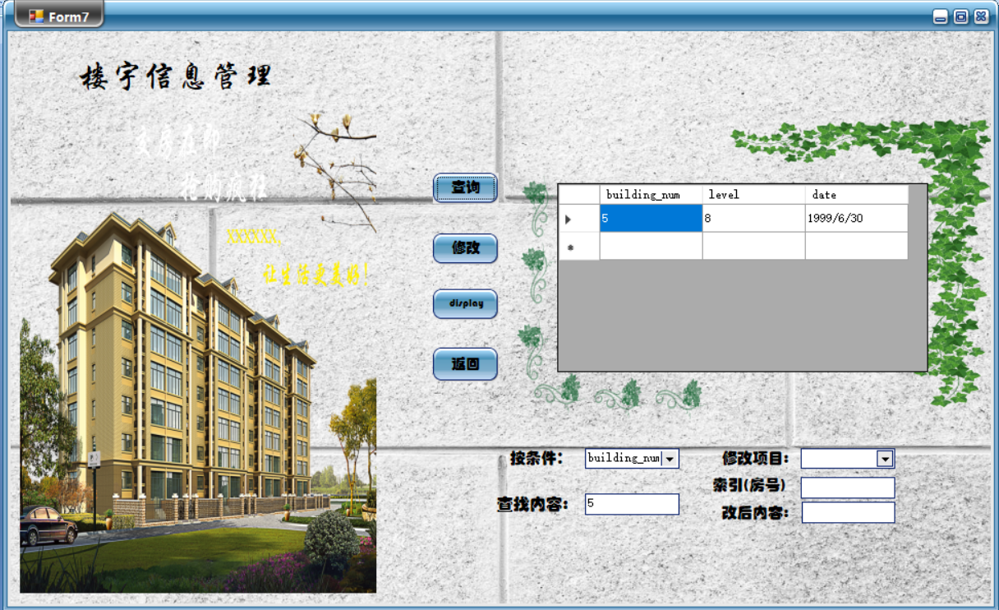 Form7
楼宇信息管理
交房在即
抢购疯狂
XXXXXX,
让生活更美好!
查询
修改
display
返回
building_num level date
5 8 1999/6/30
按条件: building_num
查找内容: 5
修改项目:
索引(房号)
改后内容: